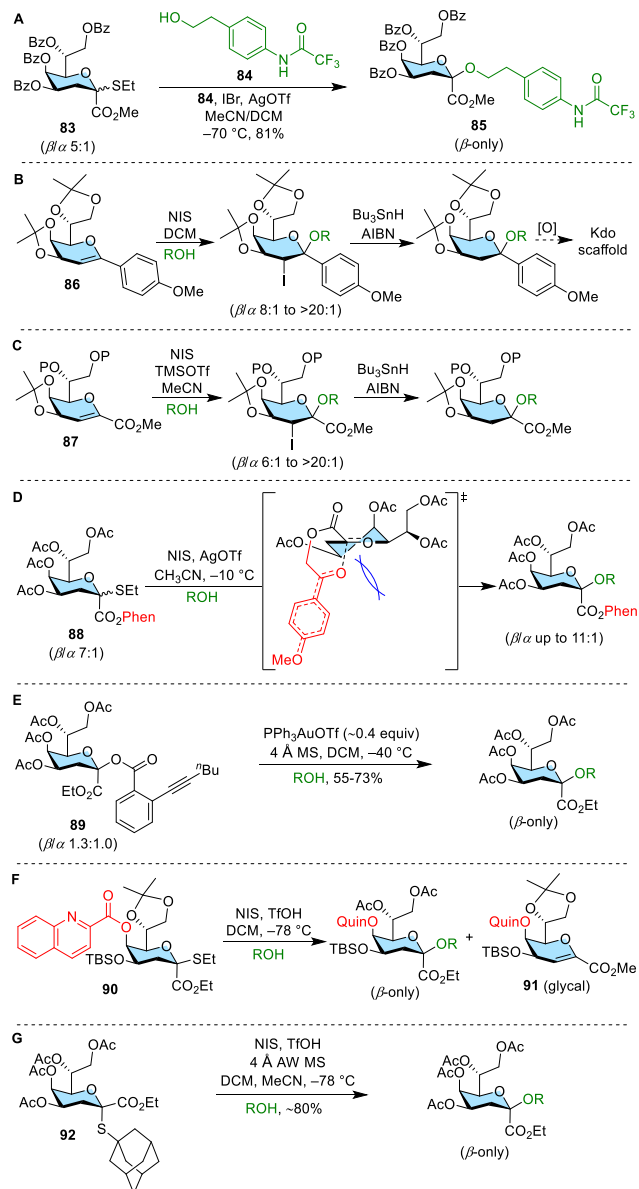 A
OBz
BzO
OBz
BzO
O
SEt
BzO
CO₂Me
83
(β/α 5:1)
HO
O
N
H
CF₃
84
84, IBr, AgOTf
MeCN/DCM
–70 °C, 81%
OBz
BzO
OBz
BzO
O
O
CO₂Me
O
N
H
CF₃
85
(β-only)
B
O
O
O
O
O
OMe
86
NIS
DCM
ROH
O
O
O
O
O
OR
I
OMe
(β/α 8:1 to >20:1)
Bu₃SnH
AIBN
O
O
O
O
O
OR
OMe
[O]
Kdo
scaffold
C
OP
PO
O
O
O
CO₂Me
87
NIS
TMSOTf
MeCN
ROH
OP
PO
O
O
O
OR
CO₂Me
I
(β/α 6:1 to >20:1)
Bu₃SnH
AIBN
OP
PO
O
O
O
OR
CO₂Me
D
OAc
AcO
AcO
O
AcO
SEt
CO₂Phen
88
(β/α 7:1)
NIS, AgOTf
CH₃CN, –10 °C
ROH
O
O
OAc
OAc
AcO
O
OAc
O
MeO
‡
OAc
AcO
AcO
O
AcO
OR
CO₂Phen
(β/α up to 11:1)
E
AcO
OAc
AcO
O
AcO
O
O
EtO₂C
nBu
89
(β/α 1.3:1.0)
PPh₃AuOTf (~0.4 equiv)
4 Å MS, DCM, –40 °C
ROH, 55-73%
AcO
OAc
AcO
O
AcO
OR
CO₂Et
(β-only)
F
O
N
O
O
O
O
TBSO
SEt
CO₂Et
90
NIS, TfOH
DCM, –78 °C
ROH
AcO
OAc
QuinO
O
TBSO
OR
CO₂Et
(β-only)
+
O
O
QuinO
O
TBSO
CO₂Me
91 (glycal)
G
AcO
OAc
AcO
O
AcO
CO₂Et
S
92
NIS, TfOH
4 Å AW MS
DCM, MeCN, –78 °C
ROH, ~80%
AcO
OAc
AcO
O
AcO
OR
CO₂Et
(β-only)